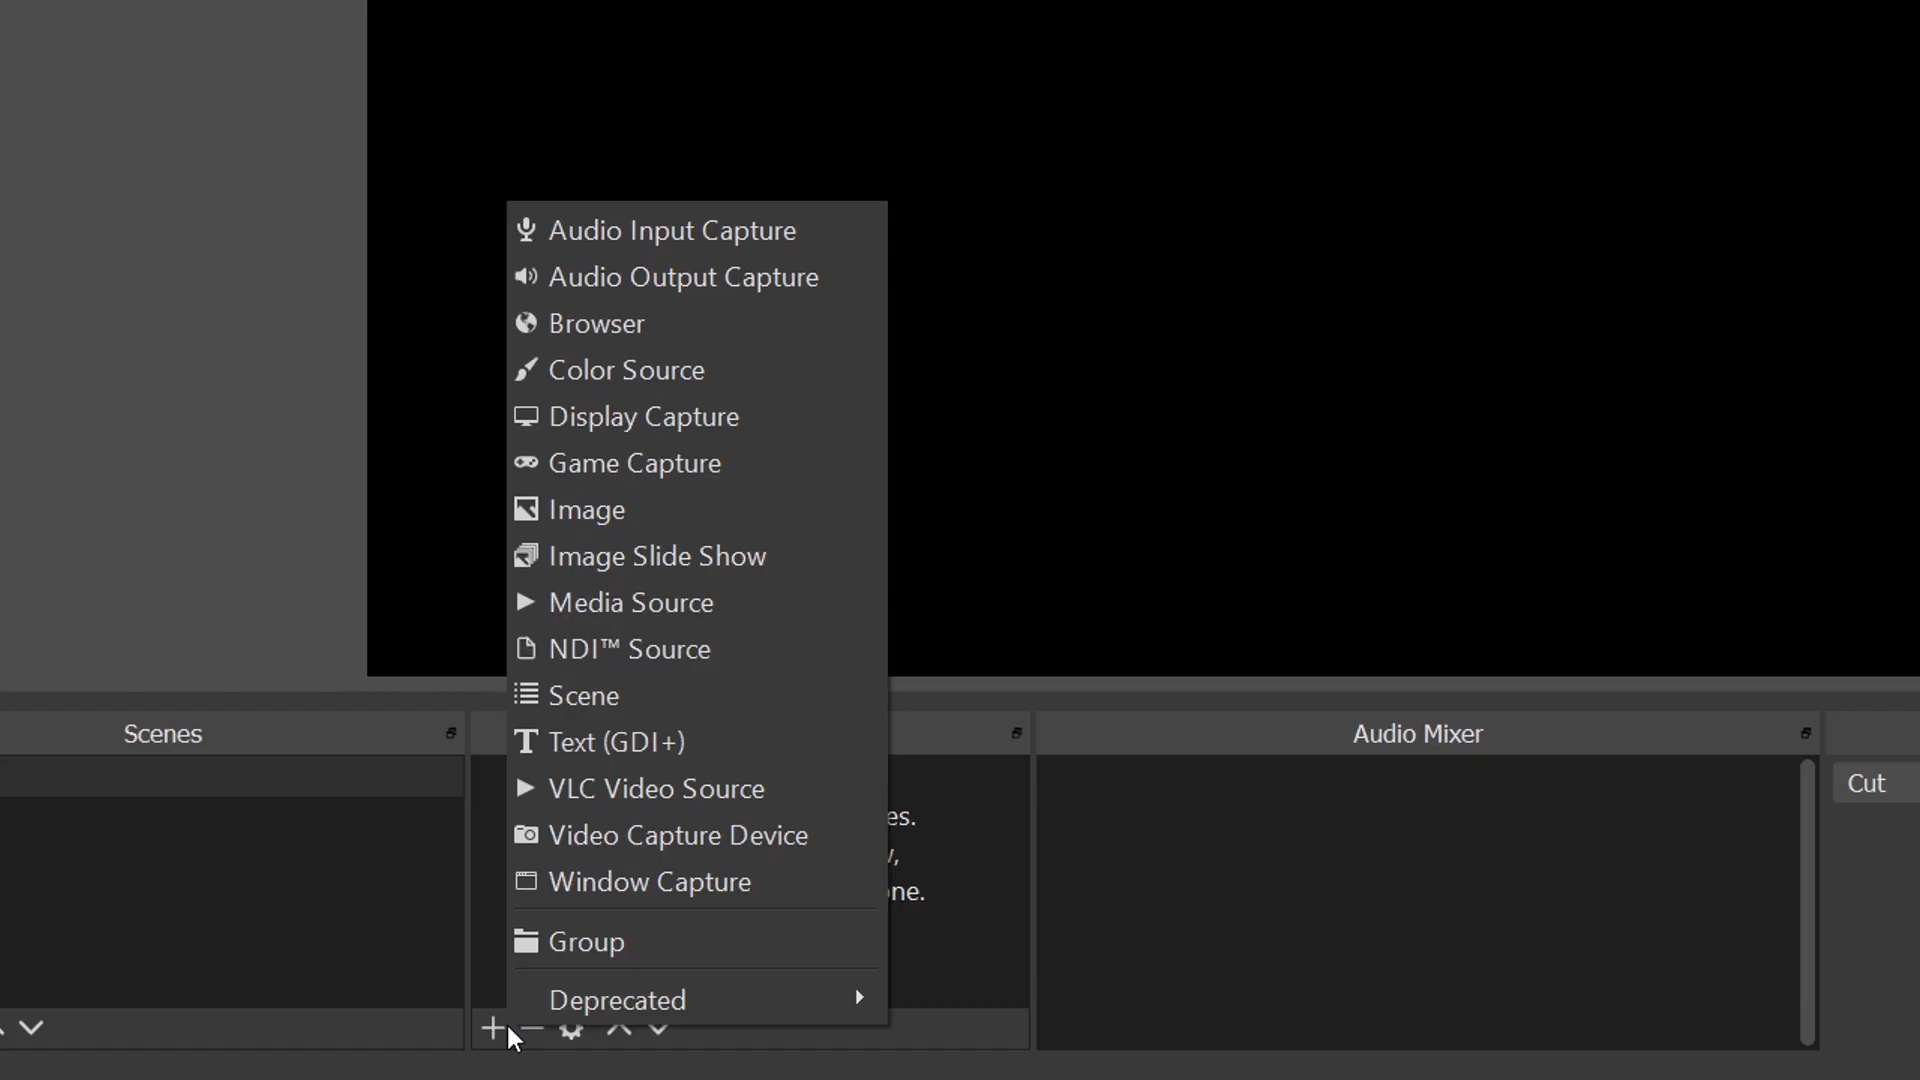 Audio Input Capture
Audio Output Capture
Browser
Color Source
Display Capture
Game Capture
Image
Image Slide Show
Media Source
NDI™ Source
Scene
Text (GDI+)
VLC Video Source
Video Capture Device
Window Capture
Group
Deprecated
Scenes
Audio Mixer
Cut